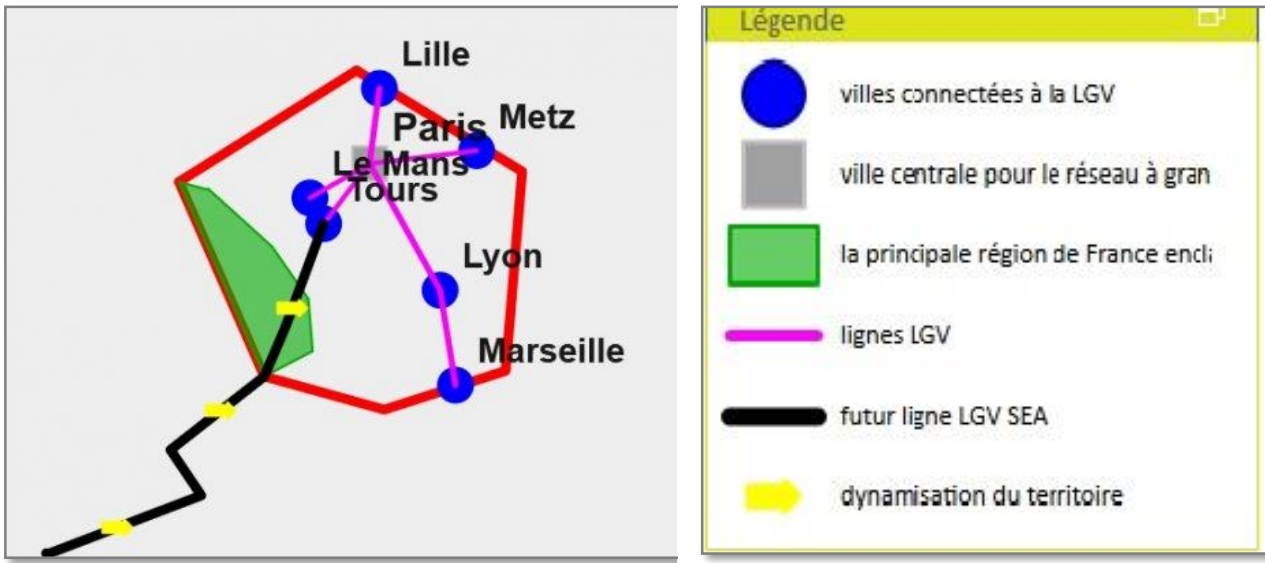 Lille
Paris
Metz
Le Mans
Tours
Lyon
Marseille
Légende
villes connectées à la LGV
ville centrale pour le réseau à gran
la principale région de France encl
lignes LGV
futur ligne LGV SEA
dynamisation du territoire